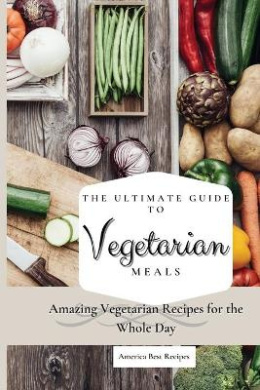 THE ULTIMATE GUIDE
TO
Vegetarian
MEALS
Amazing Vegetarian Recipes for the
Whole Day
America Best Recipes